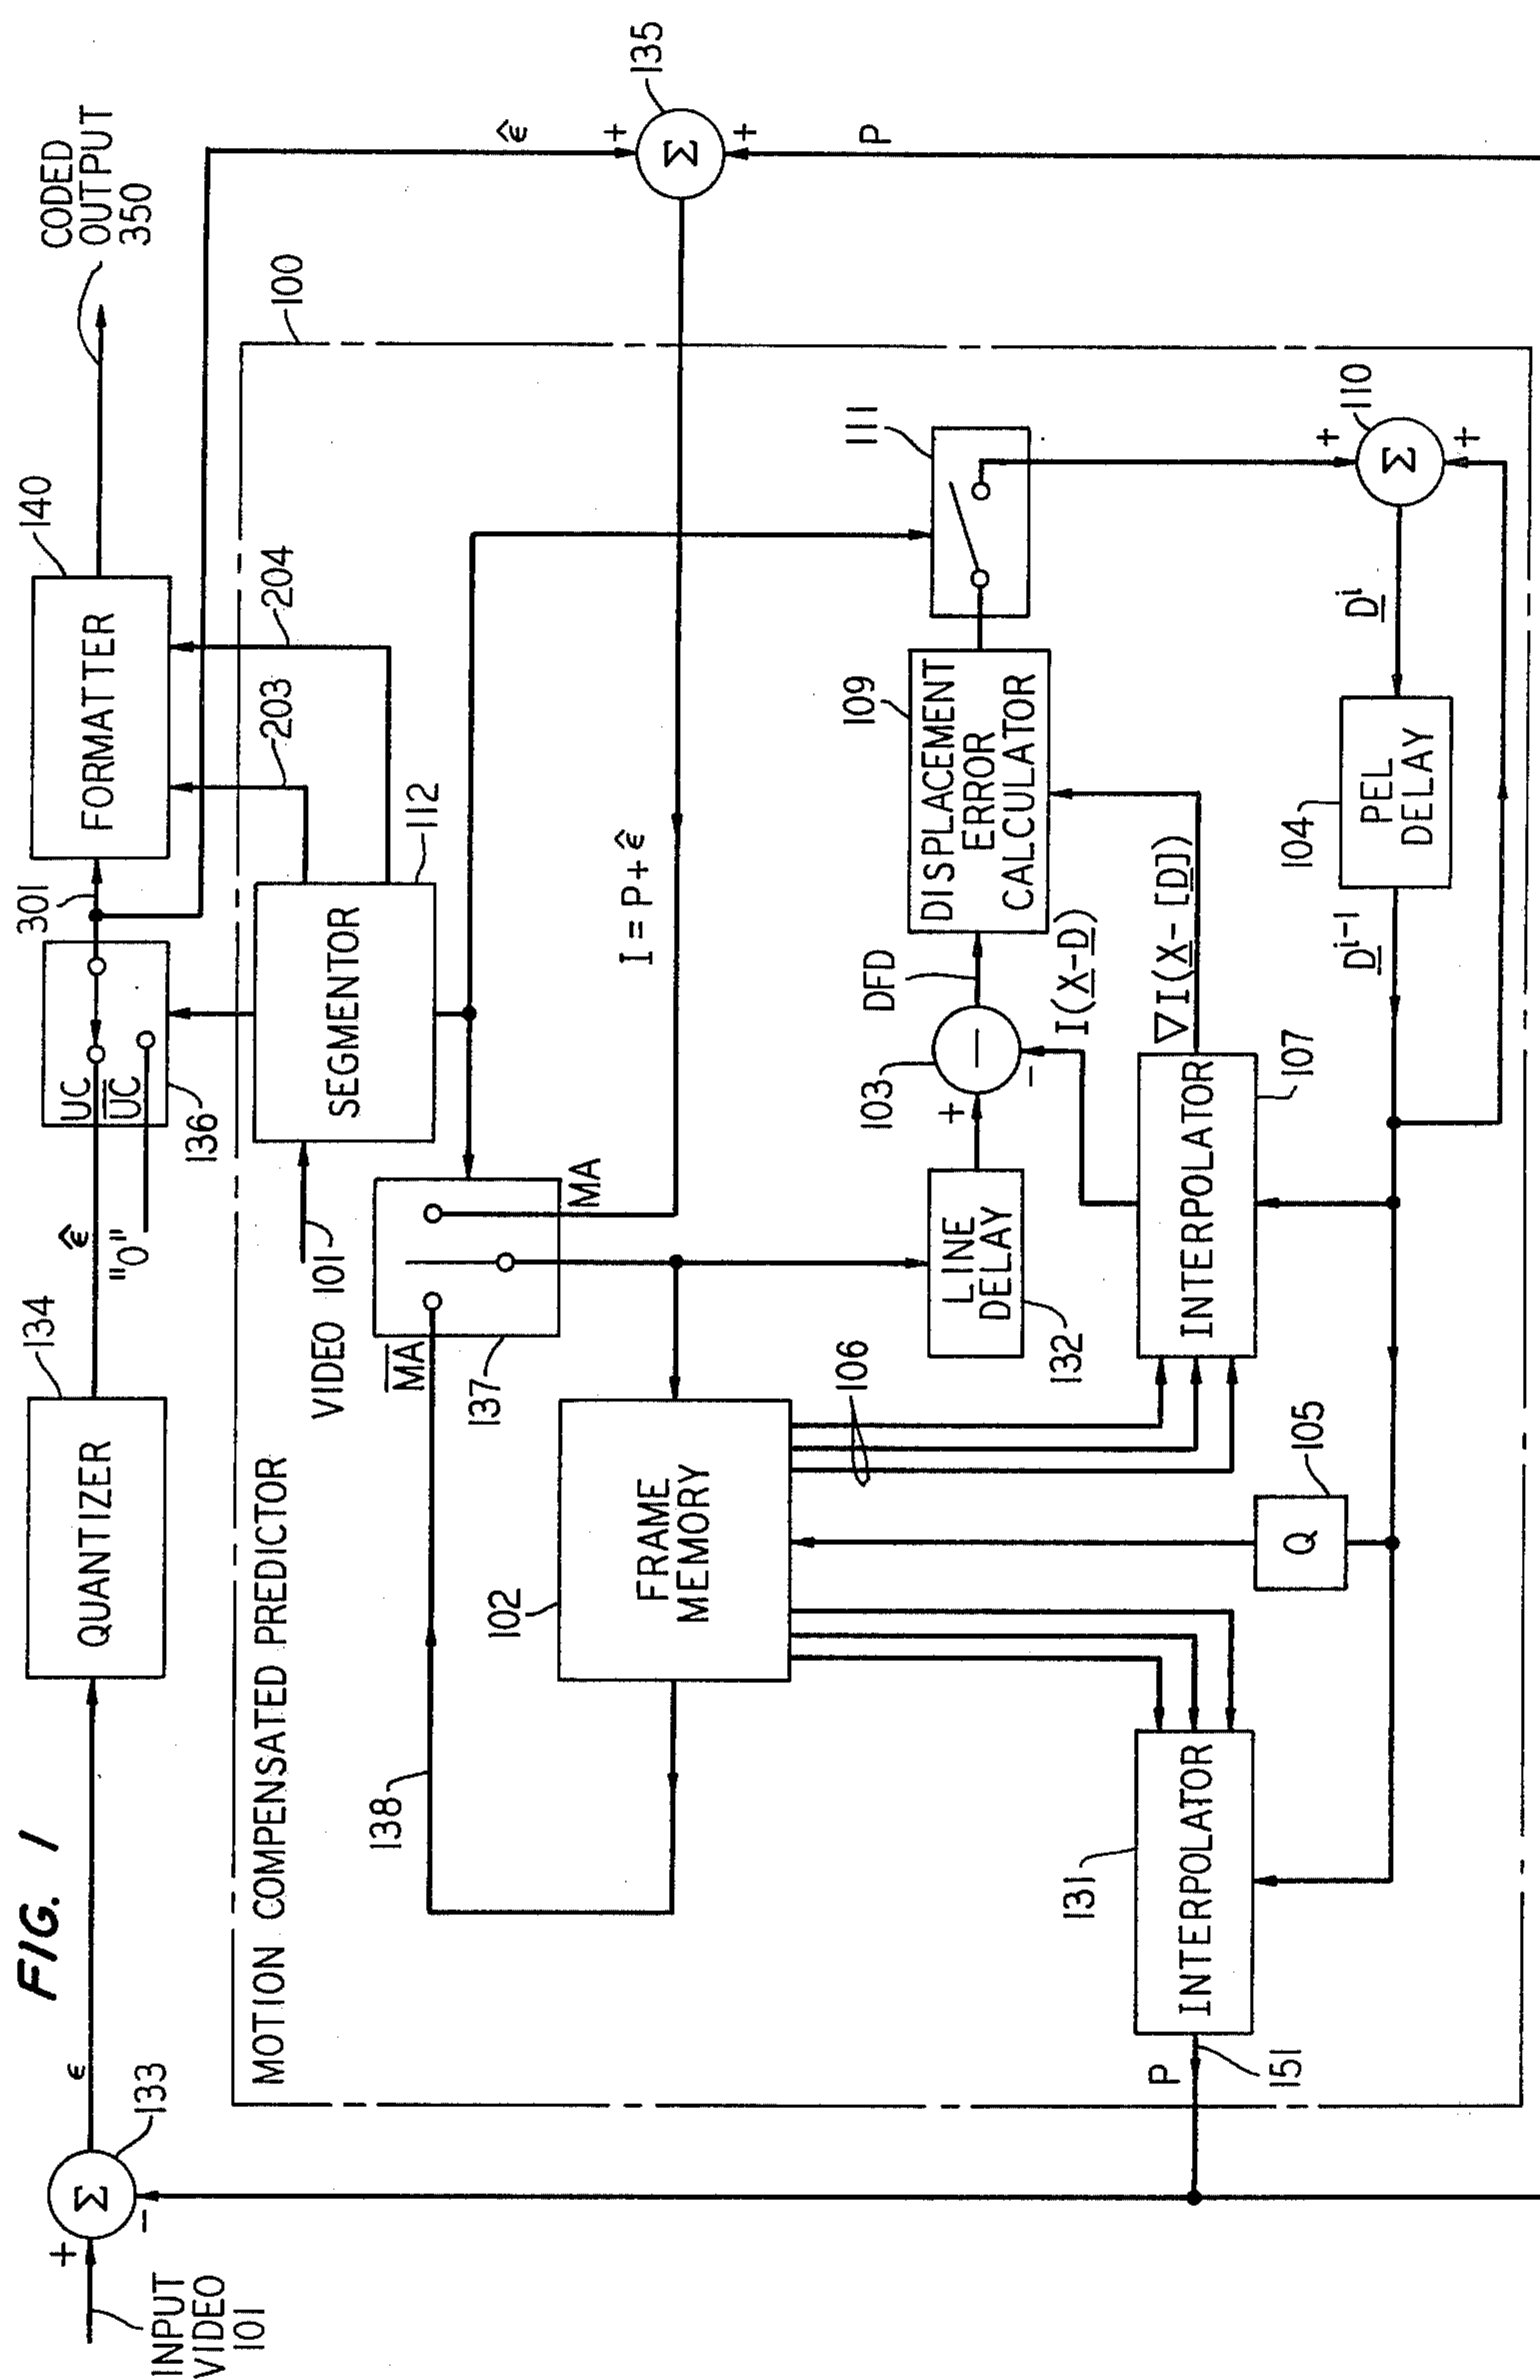 FIG. 1
INPUT
VIDEO
101
+
-
Σ
133
ϵ
QUANTIZER
134
ϵ̂
"0"
UC
U̅C̅
136
301
FORMATTER
140
CODED
OUTPUT
350
203
204
MOTION COMPENSATED PREDICTOR
100
VIDEO 101
SEGMENTOR
112
M̅A̅
MA
137
138
I = P + ϵ̂
ϵ̂
+
Σ
135
+
P
102
FRAME
MEMORY
106
LINE
DELAY
132
103
+
-
−
DFD
I(X̲-D̲)
109
DISPLACEMENT
ERROR
CALCULATOR
111
∇I(X̲-[D̲])
INTERPOLATOR
107
+
Σ
110
+
D̲ⁱ
104
PEL
DELAY
D̲ⁱ⁻¹
Q
105
131
INTERPOLATOR
P
151